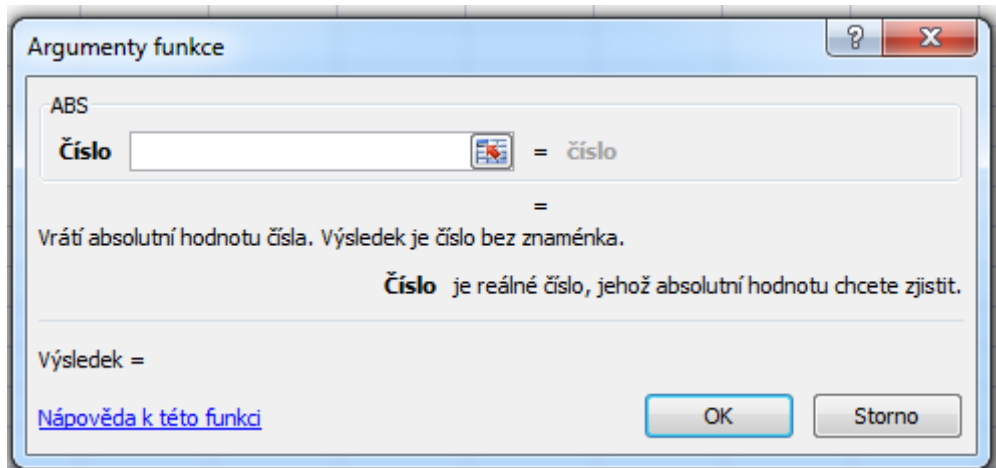 Argumenty funkce
ABS
Číslo = číslo
=
Vrátí absolutní hodnotu čísla. Výsledek je číslo bez znaménka.
Číslo je reálné číslo, jehož absolutní hodnotu chcete zjistit.
Výsledek =
Nápověda k této funkci OK Storno